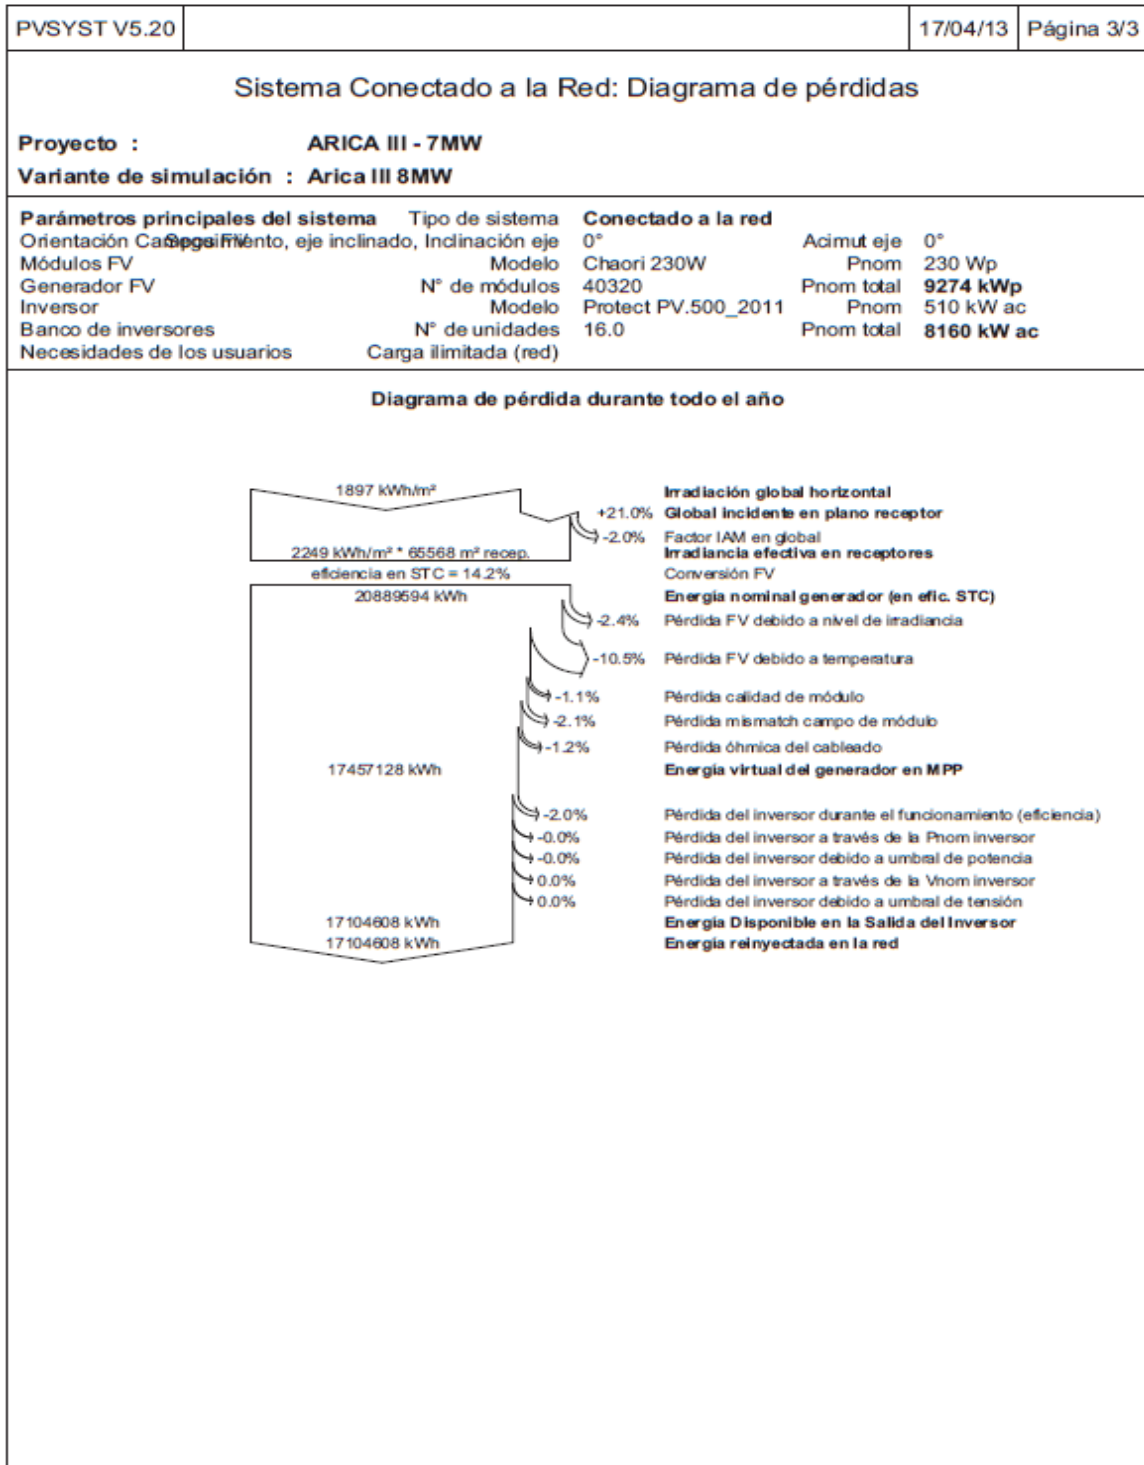 PVSYST V5.20 17/04/13 Página 3/3
Sistema Conectado a la Red: Diagrama de pérdidas
Proyecto : ARICA III - 7MW
Variante de simulación : Arica III 8MW
Parámetros principales del sistema Tipo de sistema Conectado a la red
Orientación Campos FV Seguimiento, eje inclinado, Inclinación eje 0° Acimut eje 0°
Módulos FV Modelo Chaori 230W Pnom 230 Wp
Generador FV N° de módulos 40320 Pnom total 9274 kWp
Inversor Modelo Protect PV.500_2011 Pnom 510 kW ac
Banco de inversores N° de unidades 16.0 Pnom total 8160 kW ac
Necesidades de los usuarios Carga ilimitada (red)
Diagrama de pérdida durante todo el año
1897 kWh/m² Irradiación global horizontal
+21.0% Global incidente en plano receptor
-2.0% Factor IAM en global
2249 kWh/m² * 65568 m² recep. Irradiancia efectiva en receptores
eficiencia en STC = 14.2% Conversión FV
20889594 kWh Energía nominal generador (en efic. STC)
-2.4% Pérdida FV debido a nivel de irradiancia
-10.5% Pérdida FV debido a temperatura
-1.1% Pérdida calidad de módulo
-2.1% Pérdida mismatch campo de módulo
-1.2% Pérdida óhmica del cableado
17457128 kWh Energía virtual del generador en MPP
-2.0% Pérdida del inversor durante el funcionamiento (eficiencia)
-0.0% Pérdida del inversor a través de la Pnom inversor
-0.0% Pérdida del inversor debido a umbral de potencia
0.0% Pérdida del inversor a través de la Vnom inversor
0.0% Pérdida del inversor debido a umbral de tensión
17104608 kWh Energía Disponible en la Salida del Inversor
17104608 kWh Energía reinyectada en la red